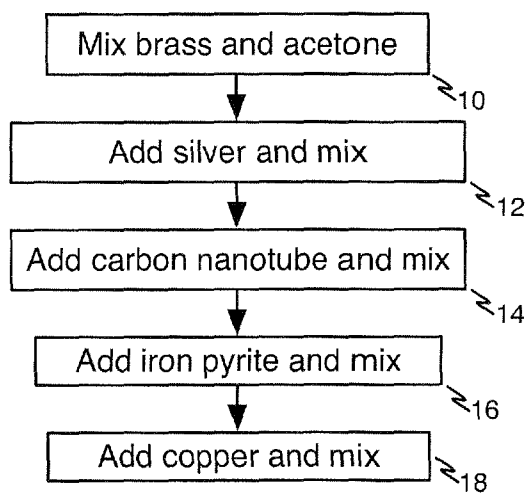 Mix brass and acetone
10
Add silver and mix
12
Add carbon nanotube and mix
14
Add iron pyrite and mix
16
Add copper and mix
18